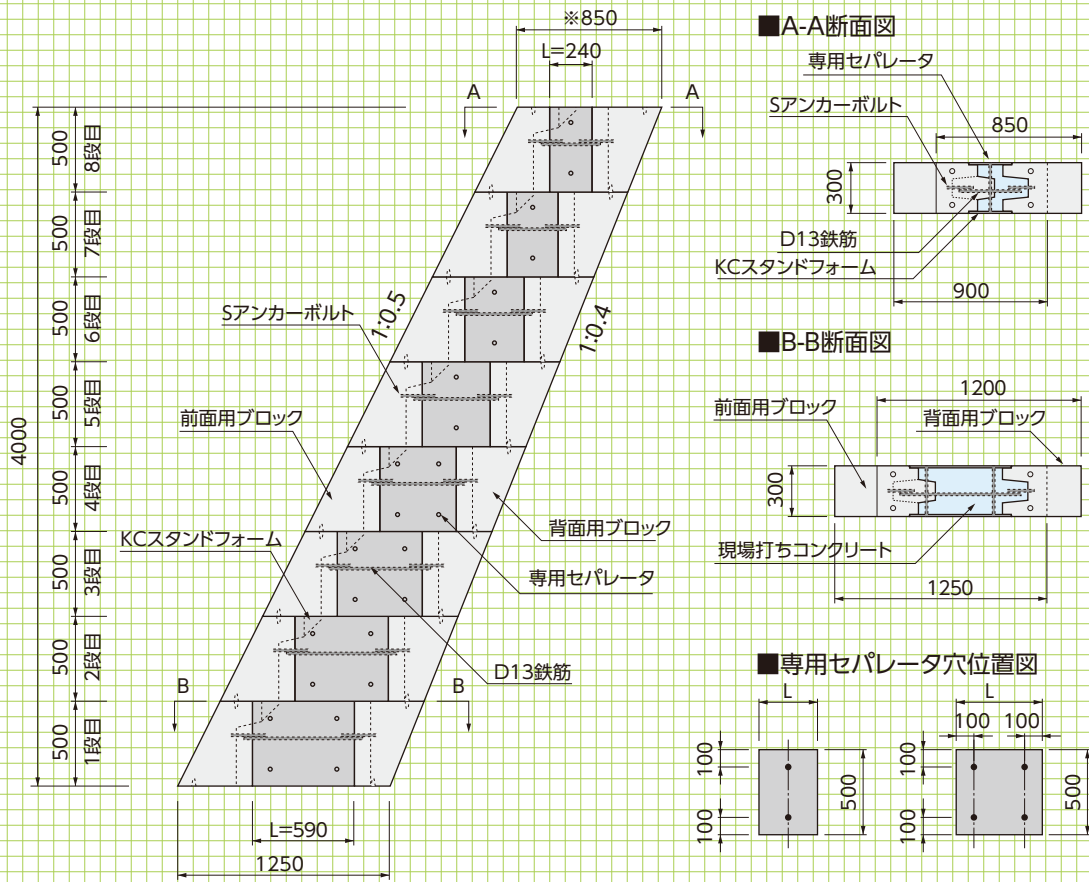 ※850
L=240
A
A
4000
500
8段目
500
7段目
500
6段目
500
5段目
500
4段目
500
3段目
500
2段目
500
1段目
1:0.5
1:0.4
Sアンカーボルト
前面用ブロック
KCスタンドフォーム
背面用ブロック
専用セパレータ
D13鉄筋
B
B
L=590
1250
■A-A断面図
専用セパレータ
Sアンカーボルト
850
300
D13鉄筋
KCスタンドフォーム
900
■B-B断面図
1200
前面用ブロック
背面用ブロック
300
現場打ちコンクリート
1250
■専用セパレータ穴位置図
L
100
500
100
L
100
100
100
500
100